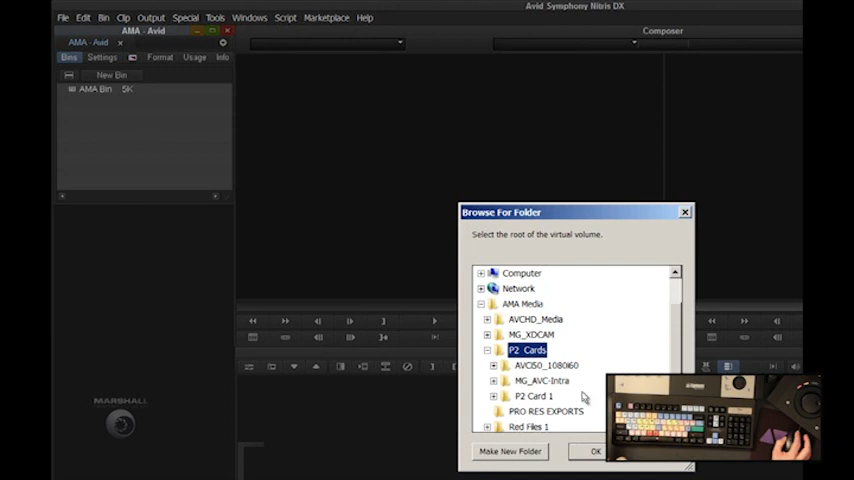 Avid Symphony Nitris DX
File Edit Bin Clip Output Special Tools Windows Script Marketplace Help
AMA - Avid
Composer
AMA - Avid
Bins Settings Format Usage Info
New Bin
AMA Bin 5K
Browse For Folder
Select the root of the virtual volume.
Computer
Network
AMA Media
AVCHD_Media
MG_XDCAM
P2 Cards
AVCI50_1080i60
MG_AVC-Intra
P2 Card 1
PRO RES EXPORTS
Red Files 1
Make New Folder OK
MARSHALL